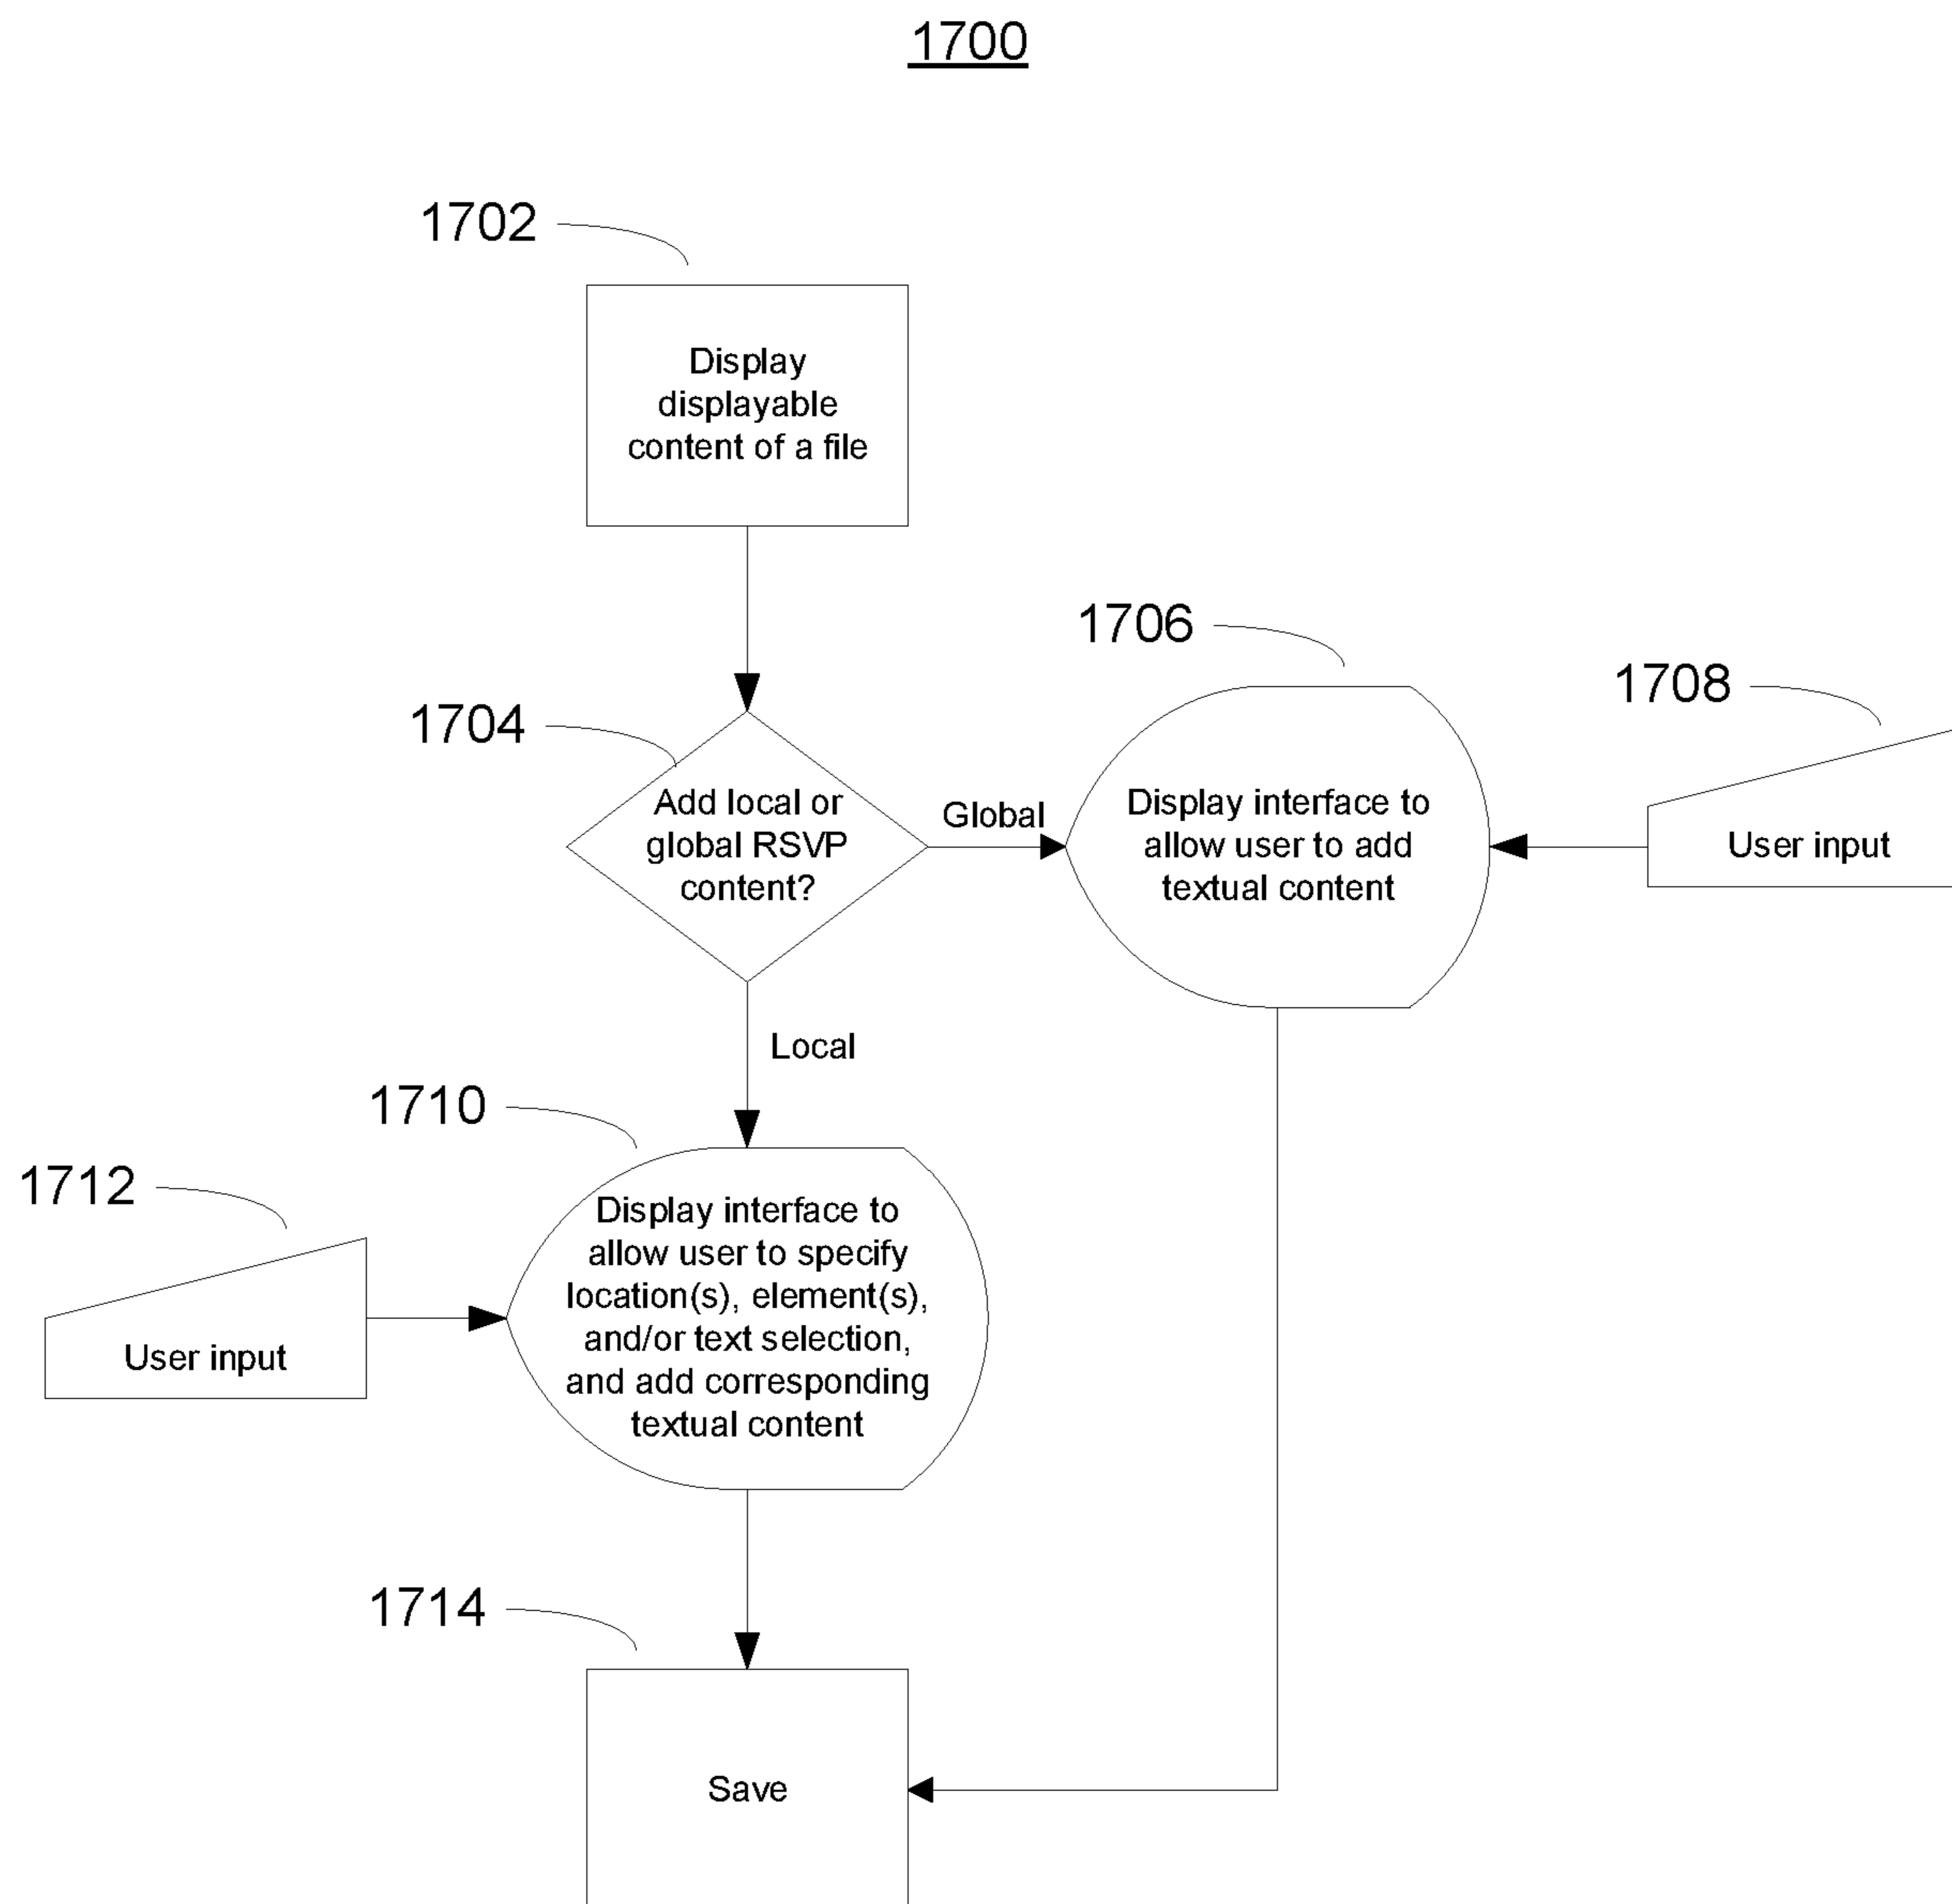 1700
1702
Display
displayable
content of a file
1704
Add local or
global RSVP
content?
Global
1706
Display interface to
allow user to add
textual content
1708
User input
Local
1710
Display interface to
allow user to specify
location(s), element(s),
and/or text selection,
and add corresponding
textual content
1712
User input
1714
Save